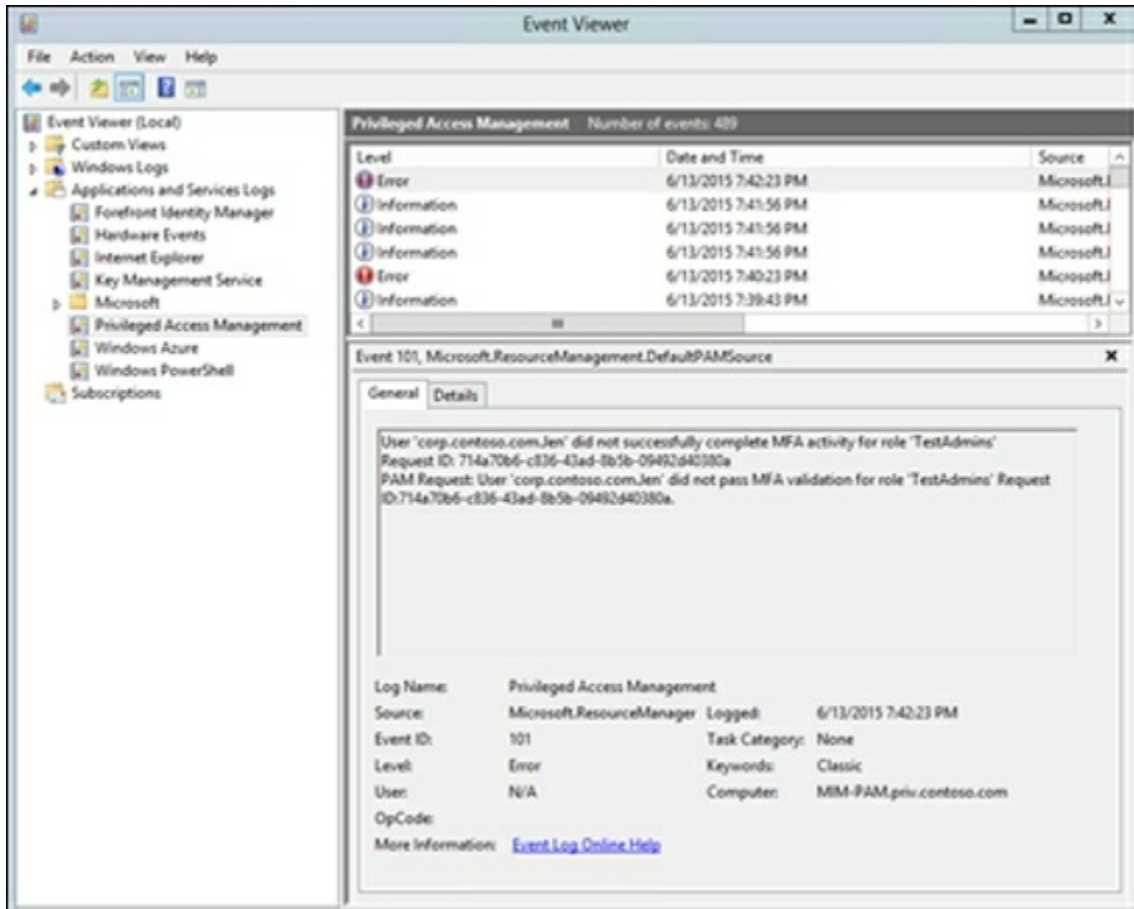 Event Viewer
File Action View Help
Event Viewer (Local)
Custom Views
Windows Logs
Applications and Services Logs
Forefront Identity Manager
Hardware Events
Internet Explorer
Key Management Service
Microsoft
Privileged Access Management
Windows Azure
Windows PowerShell
Subscriptions
Privileged Access Management Number of events: 489
Level Date and Time Source
Error 6/13/2015 7:42:23 PM Microsoft.
Information 6/13/2015 7:41:56 PM Microsoft.
Information 6/13/2015 7:41:56 PM Microsoft.
Information 6/13/2015 7:41:56 PM Microsoft.
Error 6/13/2015 7:40:23 PM Microsoft.
Information 6/13/2015 7:39:43 PM Microsoft.
Event 101, Microsoft.ResourceManagement.DefaultPAMSource
General Details
User 'corp.contoso.com.Jen' did not successfully complete MFA activity for role 'TestAdmins'
Request ID: 714a70b6-c836-43ad-8b5b-09492d40380a
PAM Request: User 'corp.contoso.com.Jen' did not pass MFA validation for role 'TestAdmins' Request
ID:714a70b6-c836-43ad-8b5b-09492d40380a.
Log Name: Privileged Access Management
Source: Microsoft.ResourceManager Logged: 6/13/2015 7:42:23 PM
Event ID: 101 Task Category: None
Level: Error Keywords: Classic
User: N/A Computer: MIM-PAM.priv.contoso.com
OpCode:
More Information: Event Log Online Help